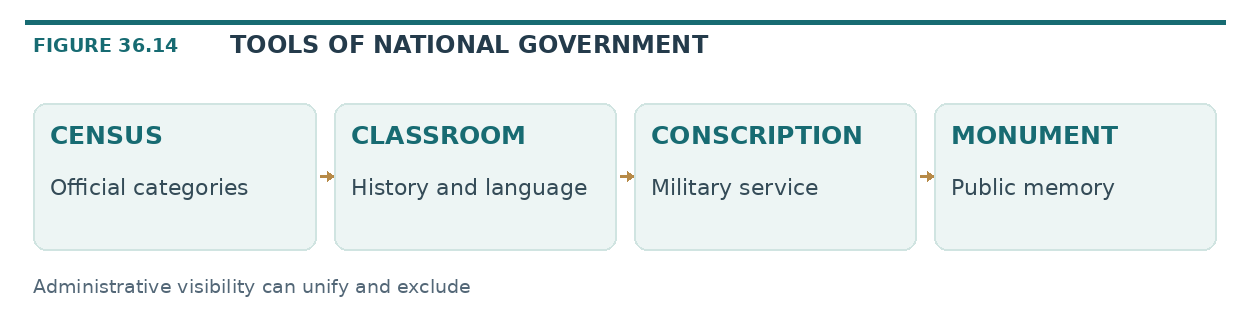 FIGURE 36.14 TOOLS OF NATIONAL GOVERNMENT
CENSUS
Official categories
CLASSROOM
History and language
CONSCRIPTION
Military service
MONUMENT
Public memory
Administrative visibility can unify and exclude